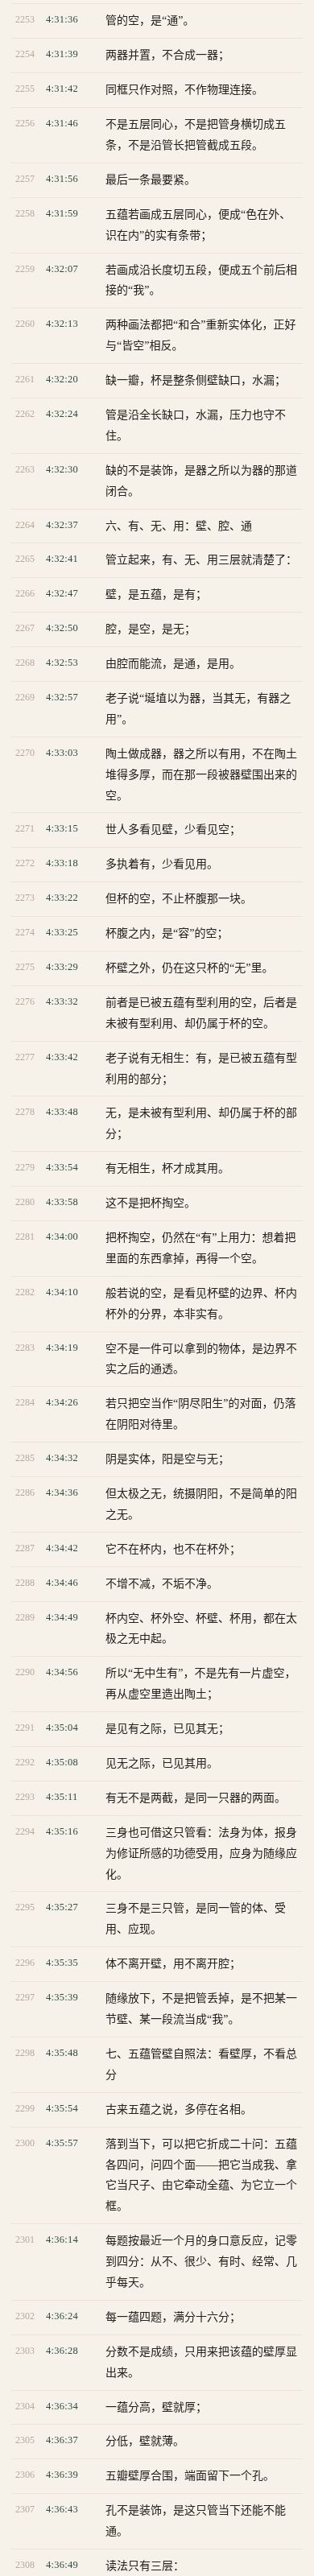 2253 4:31:36 管的空，是“通”。
2254 4:31:39 两器并置，不合成一器；
2255 4:31:42 同框只作对照，不作物理连接。
2256 4:31:46 不是五层同心，不是把管身横切成五
条，不是沿管长把管截成五段。
2257 4:31:56 最后一条最要紧。
2258 4:31:59 五蕴若画成五层同心，便成“色在外、
识在内”的实有条带；
2259 4:32:07 若画成沿长度切五段，便成五个前后相
接的“我”。
2260 4:32:13 两种画法都把“和合”重新实体化，正好
与“皆空”相反。
2261 4:32:20 缺一瓣，杯是整条侧壁缺口，水漏；
2262 4:32:24 管是沿全长缺口，水漏，压力也守不
住。
2263 4:32:30 缺的不是装饰，是器之所以为器的那道
闭合。
2264 4:32:37 六、有、无、用：壁、腔、通
2265 4:32:41 管立起来，有、无、用三层就清楚了：
2266 4:32:47 壁，是五蕴，是有；
2267 4:32:50 腔，是空，是无；
2268 4:32:53 由腔而能流，是通，是用。
2269 4:32:57 老子说“埏埴以为器，当其无，有器之
用”。
2270 4:33:03 陶土做成器，器之所以有用，不在陶土
堆得多厚，而在那一段被器壁围出来的
空。
2271 4:33:15 世人多看见壁，少看见空；
2272 4:33:18 多执着有，少看见用。
2273 4:33:22 但杯的空，不止杯腹那一块。
2274 4:33:25 杯腹之内，是“容”的空；
2275 4:33:29 杯壁之外，仍在这只杯的“无”里。
2276 4:33:32 前者是已被五蕴有型利用的空，后者是
未被有型利用、却仍属于杯的空。
2277 4:33:42 老子说有无相生：有，是已被五蕴有型
利用的部分；
2278 4:33:48 无，是未被有型利用、却仍属于杯的部
分；
2279 4:33:54 有无相生，杯才成其用。
2280 4:33:58 这不是把杯掏空。
2281 4:34:00 把杯掏空，仍然在“有”上用力：想着把
里面的东西拿掉，再得一个空。
2282 4:34:10 般若说的空，是看见杯壁的边界、杯内
杯外的分界，本非实有。
2283 4:34:19 空不是一件可以拿到的物体，是边界不
实之后的通透。
2284 4:34:26 若只把空当作“阴尽阳生”的对面，仍落
在阴阳对待里。
2285 4:34:32 阴是实体，阳是空与无；
2286 4:34:36 但太极之无，统摄阴阳，不是简单的阳
之无。
2287 4:34:42 它不在杯内，也不在杯外；
2288 4:34:46 不增不减，不垢不净。
2289 4:34:49 杯内空、杯外空、杯壁、杯用，都在太
极之无中起。
2290 4:34:56 所以“无中生有”，不是先有一片虚空，
再从虚空里造出陶土；
2291 4:35:04 是见有之际，已见其无；
2292 4:35:08 见无之际，已见其用。
2293 4:35:11 有无不是两截，是同一只器的两面。
2294 4:35:16 三身也可借这只管看：法身为体，报身
为修证所感的功德受用，应身为随缘应
化。
2295 4:35:27 三身不是三只管，是同一管的体、受
用、应现。
2296 4:35:35 体不离开壁，用不离开腔；
2297 4:35:39 随缘放下，不是把管丢掉，是不把某一
节壁、某一段流当成“我”。
2298 4:35:48 七、五蕴管壁自照法：看壁厚，不看总
分
2299 4:35:54 古来五蕴之说，多停在名相。
2300 4:35:57 落到当下，可以把它折成二十问：五蕴
各四问，问四个面——把它当成我、拿
它当尺子、由它牵动全蕴、为它立一个
框。
2301 4:36:14 每题按最近一个月的身口意反应，记零
到四分：从不、很少、有时、经常、几
乎每天。
2302 4:36:24 每一蕴四题，满分十六分；
2303 4:36:28 分数不是成绩，只用来把该蕴的壁厚显
出来。
2304 4:36:34 一蕴分高，壁就厚；
2305 4:36:37 分低，壁就薄。
2306 4:36:39 五瓣壁厚合围，端面留下一个孔。
2307 4:36:43 孔不是装饰，是这只管当下还能不能
通。
2308 4:36:49 读法只有三层：